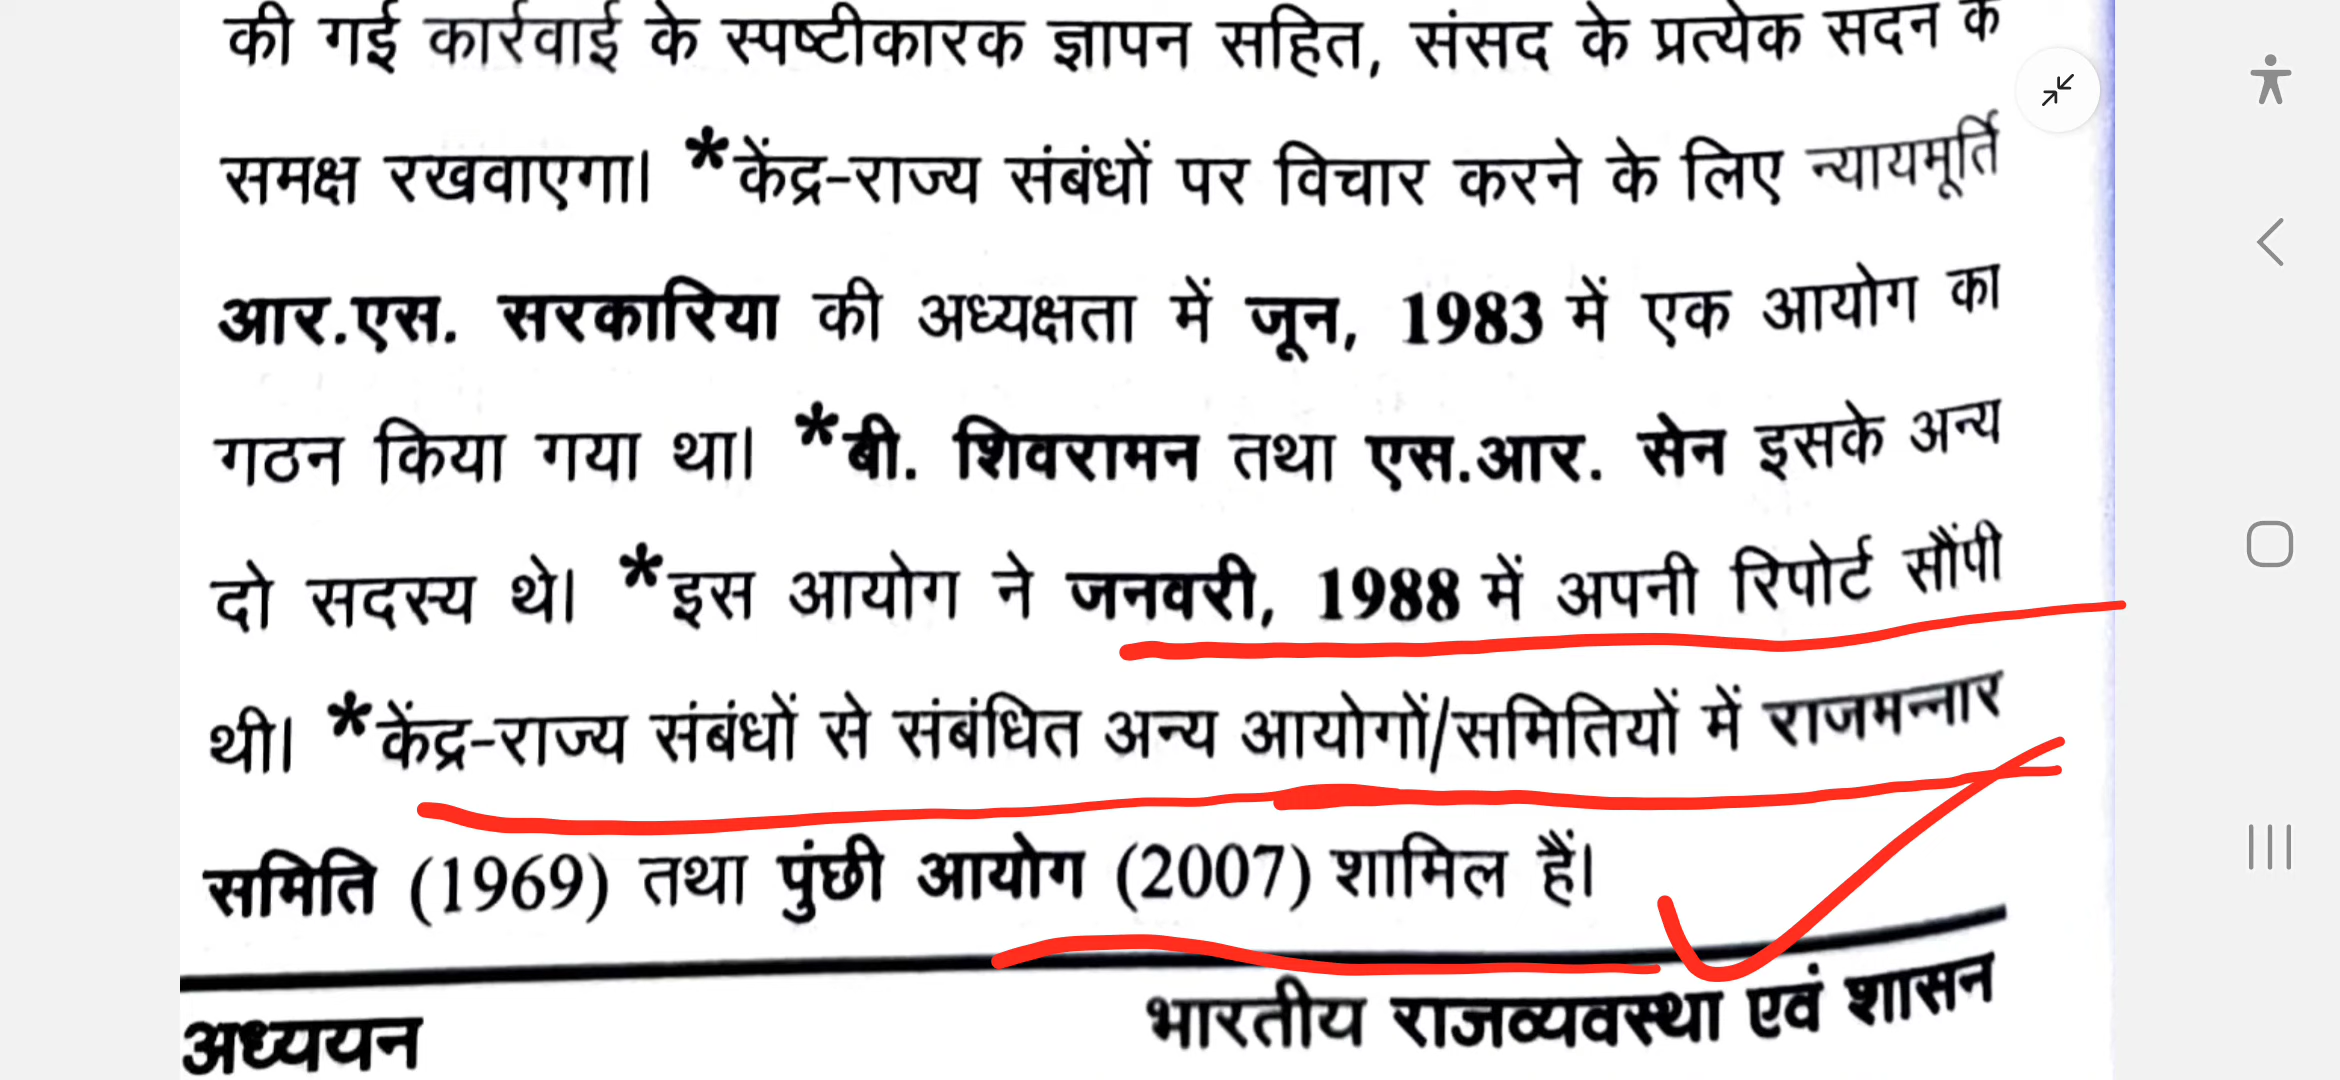 की गई कार्रवाई के स्पष्टीकारक ज्ञापन सहित, संसद के प्रत्येक सदन के
समक्ष रखवाएगा। *केंद्र-राज्य संबंधों पर विचार करने के लिए न्यायमूर्ति
आर.एस. सरकारिया की अध्यक्षता में जून, 1983 में एक आयोग का
गठन किया गया था। *बी. शिवरामन तथा एस.आर. सेन इसके अन्य
दो सदस्य थे। *इस आयोग ने जनवरी, 1988 में अपनी रिपोर्ट सौंपी
थी। *केंद्र-राज्य संबंधों से संबंधित अन्य आयोगों/समितियों में राजमन्नार
समिति (1969) तथा पुंछी आयोग (2007) शामिल हैं।
अध्ययन
भारतीय राजव्यवस्था एवं शासन